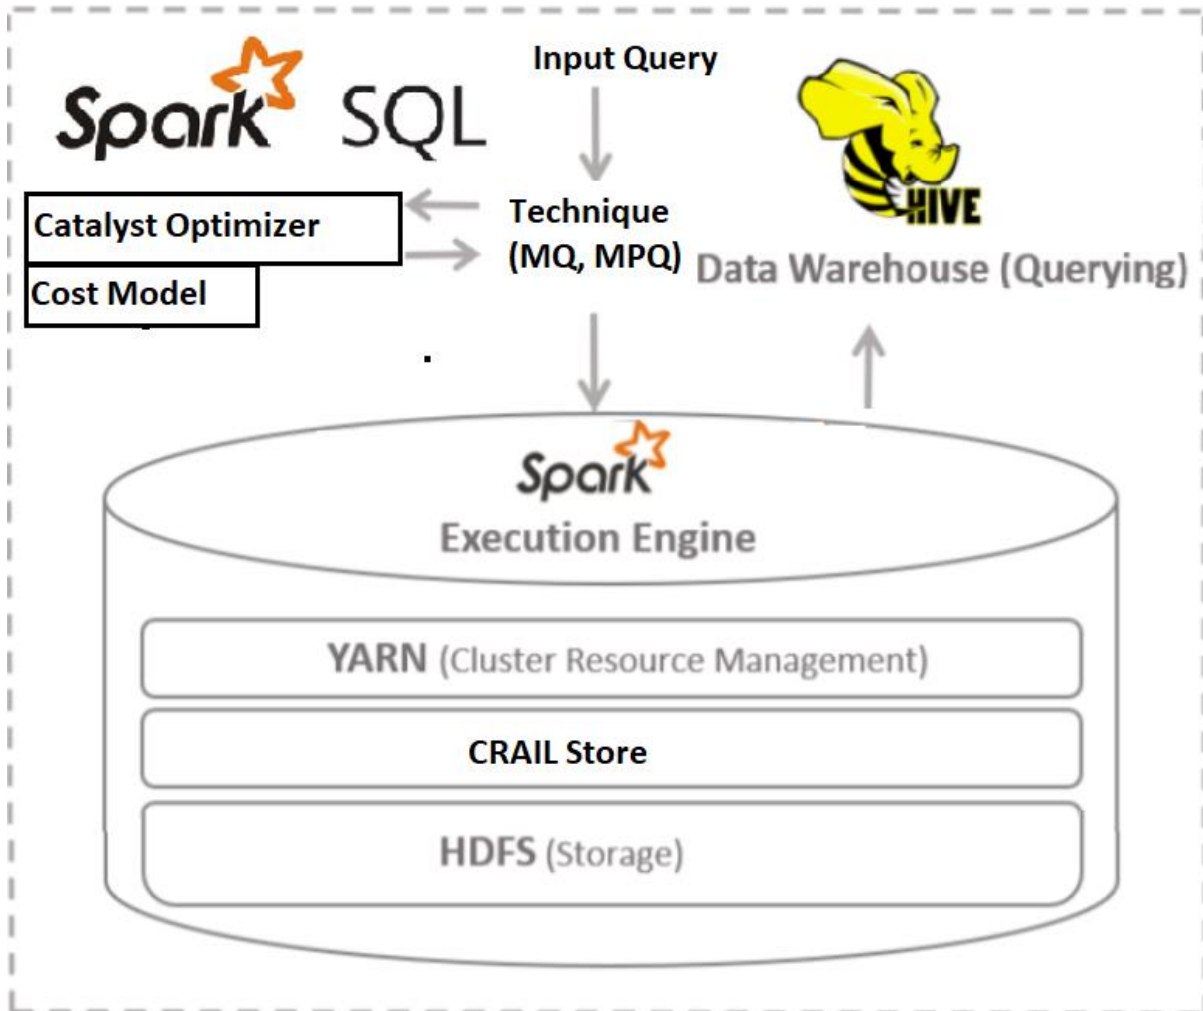 Spark SQL
Input Query
HIVE
Catalyst Optimizer
Cost Model
Technique
(MQ, MPQ)
Data Warehouse (Querying)
Spark
Execution Engine
YARN (Cluster Resource Management)
CRAIL Store
HDFS (Storage)